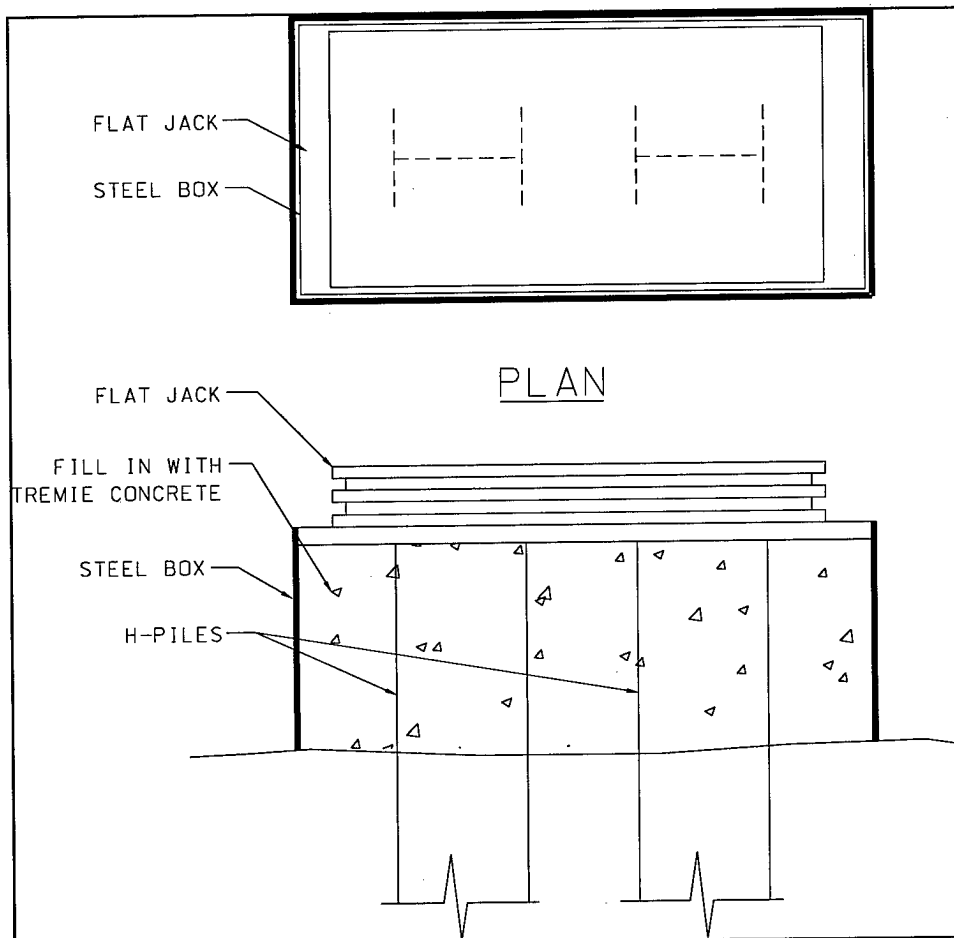 FLAT JACK
STEEL BOX
PLAN
FLAT JACK
FILL IN WITH
TREMIE CONCRETE
STEEL BOX
H-PILES